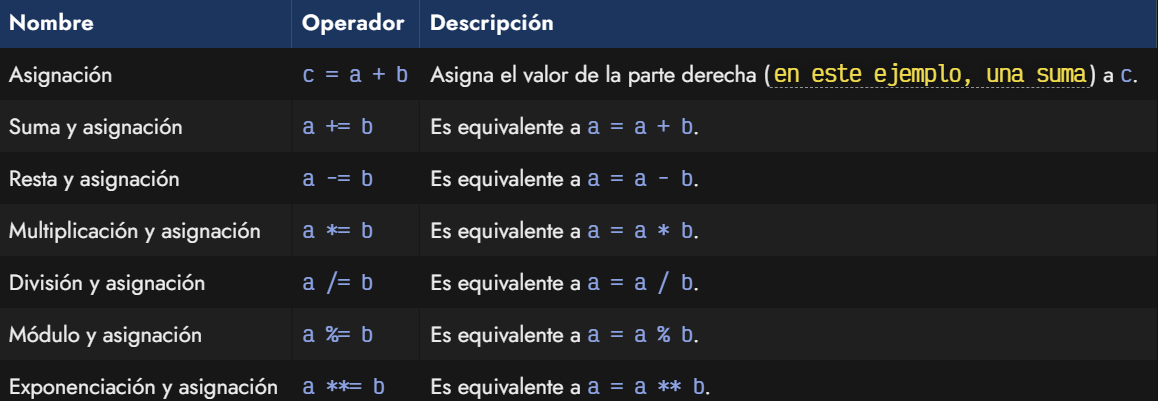 Nombre Operador Descripción
Asignación c = a + b Asigna el valor de la parte derecha (en este ejemplo, una suma) a c.
Suma y asignación a += b Es equivalente a a = a + b.
Resta y asignación a -= b Es equivalente a a = a - b.
Multiplicación y asignación a *= b Es equivalente a a = a * b.
División y asignación a /= b Es equivalente a a = a / b.
Módulo y asignación a %= b Es equivalente a a = a % b.
Exponenciación y asignación a **= b Es equivalente a a = a ** b.